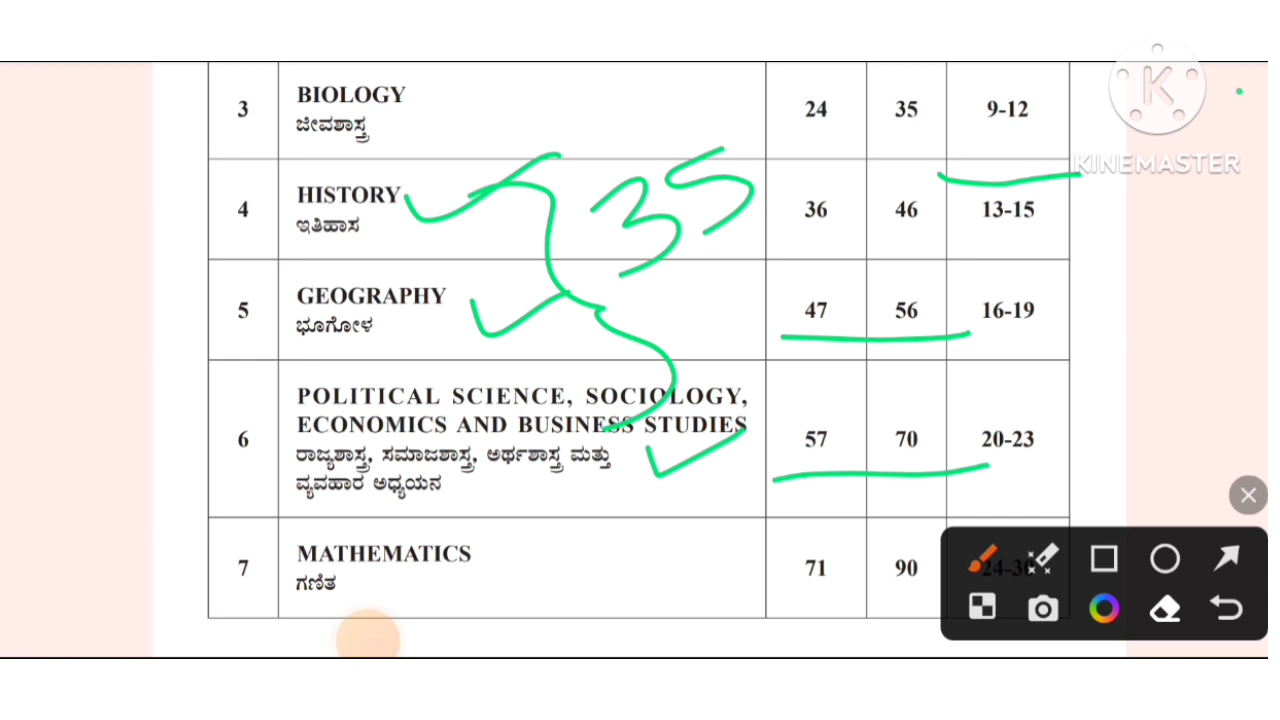 3 BIOLOGY 24 35 9-12
ಜೀವಶಾಸ್ತ್ರ
KINEMASTER
4 HISTORY 36 46 13-15
ಇತಿಹಾಸ
35
5 GEOGRAPHY 47 56 16-19
ಭೂಗೋಳ
6 POLITICAL SCIENCE, SOCIOLOGY, 57 70 20-23
ECONOMICS AND BUSINESS STUDIES
ರಾಜ್ಯಶಾಸ್ತ್ರ, ಸಮಾಜಶಾಸ್ತ್ರ, ಅರ್ಥಶಾಸ್ತ್ರ ಮತ್ತು
ವ್ಯವಹಾರ ಅಧ್ಯಯನ
7 MATHEMATICS 71 90 24-30
ಗಣಿತ